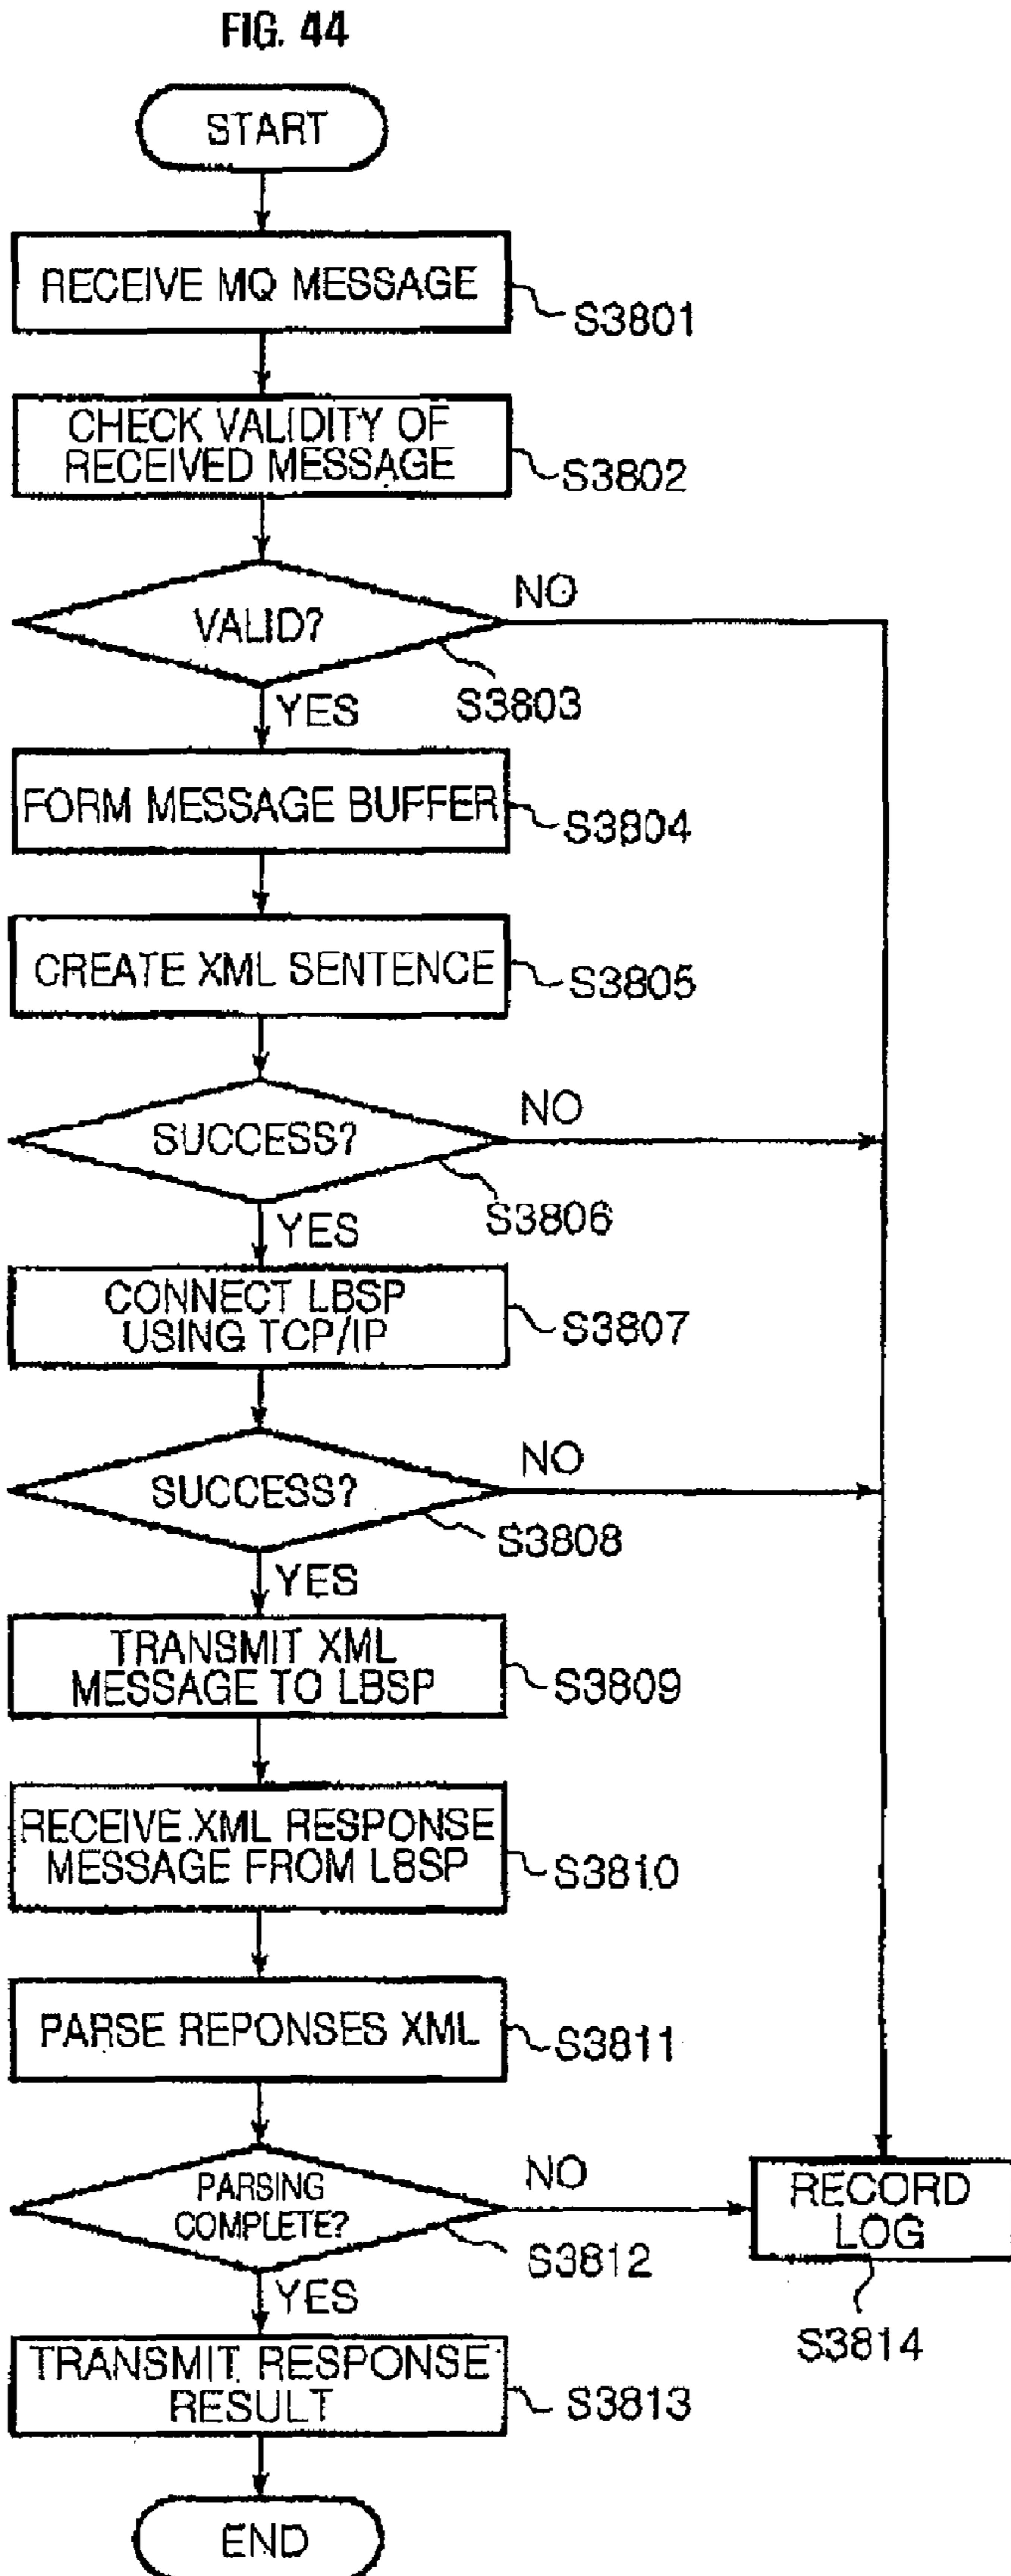 FIG. 44
START
RECEIVE MQ MESSAGE
S3801
CHECK VALIDITY OF
RECEIVED MESSAGE
S3802
VALID?
NO
S3803
YES
FORM MESSAGE BUFFER
S3804
CREATE XML SENTENCE
S3805
SUCCESS?
NO
S3806
YES
CONNECT LBSP
USING TCP/IP
S3807
SUCCESS?
NO
S3808
YES
TRANSMIT XML
MESSAGE TO LBSP
S3809
RECEIVE XML RESPONSE
MESSAGE FROM LBSP
S3810
PARSE REPONSES XML
S3811
PARSING
COMPLETE?
NO
S3812
YES
RECORD
LOG
S3814
TRANSMIT RESPONSE
RESULT
S3813
END